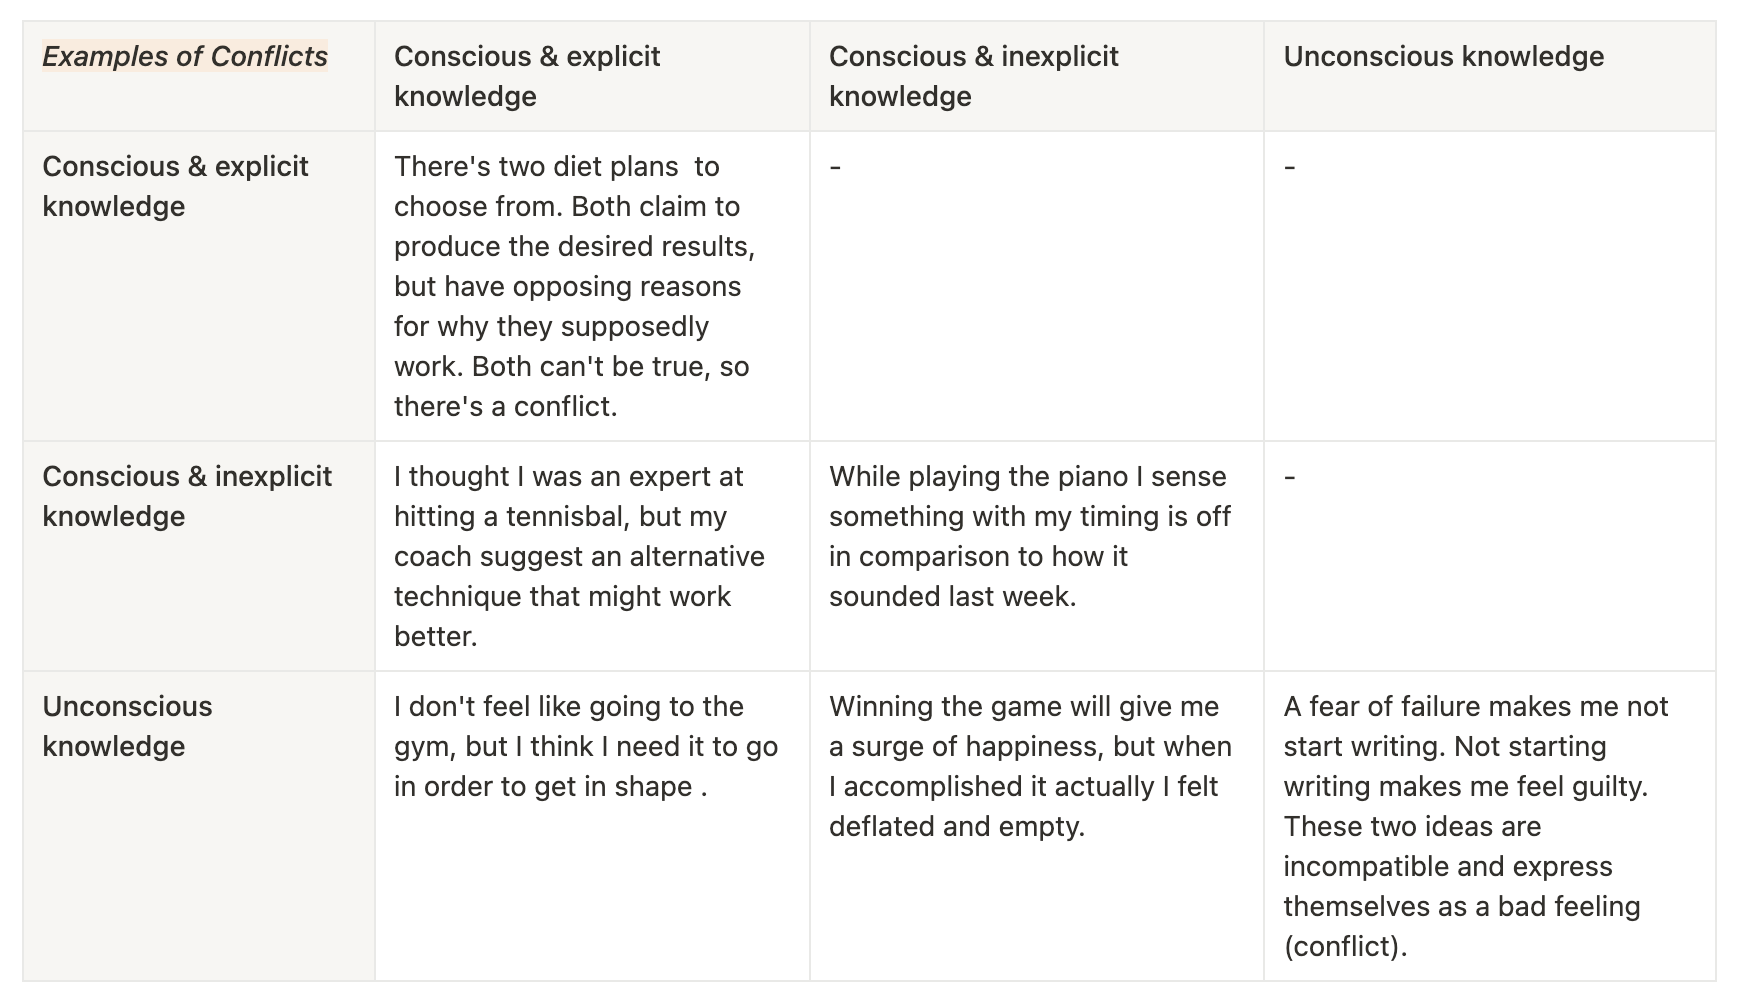 Examples of Conflicts
Conscious & explicit
knowledge
Conscious & inexplicit
knowledge
Unconscious knowledge
Conscious & explicit
knowledge
There's two diet plans  to
choose from. Both claim to
produce the desired results,
but have opposing reasons
for why they supposedly
work. Both can't be true, so
there's a conflict.
-
-
Conscious & inexplicit
knowledge
I thought I was an expert at
hitting a tennisbal, but my
coach suggest an alternative
technique that might work
better.
While playing the piano I sense
something with my timing is off
in comparison to how it
sounded last week.
-
Unconscious
knowledge
I don't feel like going to the
gym, but I think I need it to go
in order to get in shape .
Winning the game will give me
a surge of happiness, but when
I accomplished it actually I felt
deflated and empty.
A fear of failure makes me not
start writing. Not starting
writing makes me feel guilty.
These two ideas are
incompatible and express
themselves as a bad feeling
(conflict).